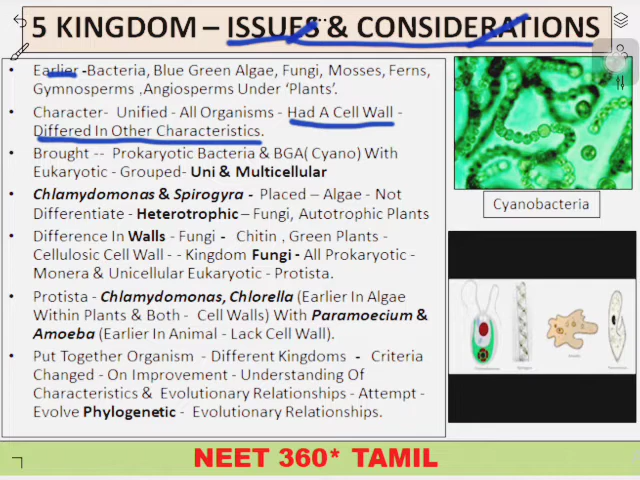 5 KINGDOM – ISSUES & CONSIDERATIONS
• Earlier -Bacteria, Blue Green Algae, Fungi, Mosses, Ferns,
Gymnosperms ,Angiosperms Under 'Plants'.
• Character- Unified - All Organisms - Had A Cell Wall -
Differed In Other Characteristics.
• Brought -- Prokaryotic Bacteria & BGA( Cyano) With
Eukaryotic - Grouped- Uni & Multicellular
• Chlamydomonas & Spirogyra - Placed – Algae - Not
Differentiate - Heterotrophic – Fungi, Autotrophic Plants
• Difference In Walls - Fungi - Chitin , Green Plants -
Cellulosic Cell Wall -- - Kingdom Fungi - All Prokaryotic -
Monera & Unicellular Eukaryotic - Protista.
• Protista - Chlamydomonas, Chlorella (Earlier In Algae
Within Plants & Both - Cell Walls) With Paramoecium &
Amoeba (Earlier In Animal - Lack Cell Wall).
• Put Together Organism - Different Kingdoms - Criteria
Changed - On Improvement - Understanding Of
Characteristics & Evolutionary Relationships - Attempt -
Evolve Phylogenetic - Evolutionary Relationships.
Cyanobacteria
NEET 360* TAMIL